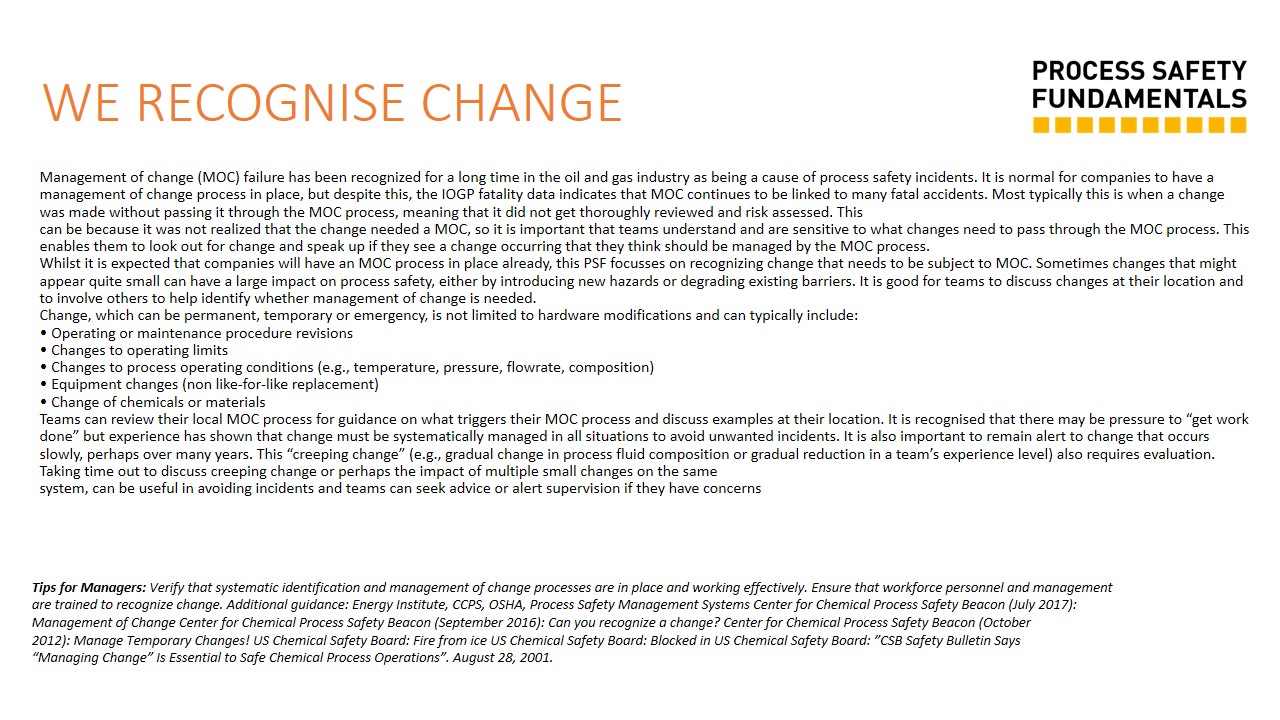 WE RECOGNISE CHANGE
PROCESS SAFETY
FUNDAMENTALS
Management of change (MOC) failure has been recognized for a long time in the oil and gas industry as being a cause of process safety incidents. It is normal for companies to have a
management of change process in place, but despite this, the IOGP fatality data indicates that MOC continues to be linked to many fatal accidents. Most typically this is when a change
was made without passing it through the MOC process, meaning that it did not get thoroughly reviewed and risk assessed. This
can be because it was not realized that the change needed a MOC, so it is important that teams understand and are sensitive to what changes need to pass through the MOC process. This
enables them to look out for change and speak up if they see a change occurring that they think should be managed by the MOC process.
Whilst it is expected that companies will have an MOC process in place already, this PSF focusses on recognizing change that needs to be subject to MOC. Sometimes changes that might
appear quite small can have a large impact on process safety, either by introducing new hazards or degrading existing barriers. It is good for teams to discuss changes at their location and
to involve others to help identify whether management of change is needed.
Change, which can be permanent, temporary or emergency, is not limited to hardware modifications and can typically include:
• Operating or maintenance procedure revisions
• Changes to operating limits
• Changes to process operating conditions (e.g., temperature, pressure, flowrate, composition)
• Equipment changes (non like-for-like replacement)
• Change of chemicals or materials
Teams can review their local MOC process for guidance on what triggers their MOC process and discuss examples at their location. It is recognised that there may be pressure to “get work
done” but experience has shown that change must be systematically managed in all situations to avoid unwanted incidents. It is also important to remain alert to change that occurs
slowly, perhaps over many years. This “creeping change” (e.g., gradual change in process fluid composition or gradual reduction in a team’s experience level) also requires evaluation.
Taking time out to discuss creeping change or perhaps the impact of multiple small changes on the same
system, can be useful in avoiding incidents and teams can seek advice or alert supervision if they have concerns
Tips for Managers: Verify that systematic identification and management of change processes are in place and working effectively. Ensure that workforce personnel and management
are trained to recognize change. Additional guidance: Energy Institute, CCPS, OSHA, Process Safety Management Systems Center for Chemical Process Safety Beacon (July 2017):
Management of Change Center for Chemical Process Safety Beacon (September 2016): Can you recognize a change? Center for Chemical Process Safety Beacon (October
2012): Manage Temporary Changes! US Chemical Safety Board: Fire from ice US Chemical Safety Board: Blocked in US Chemical Safety Board: ”CSB Safety Bulletin Says
“Managing Change” Is Essential to Safe Chemical Process Operations”. August 28, 2001.